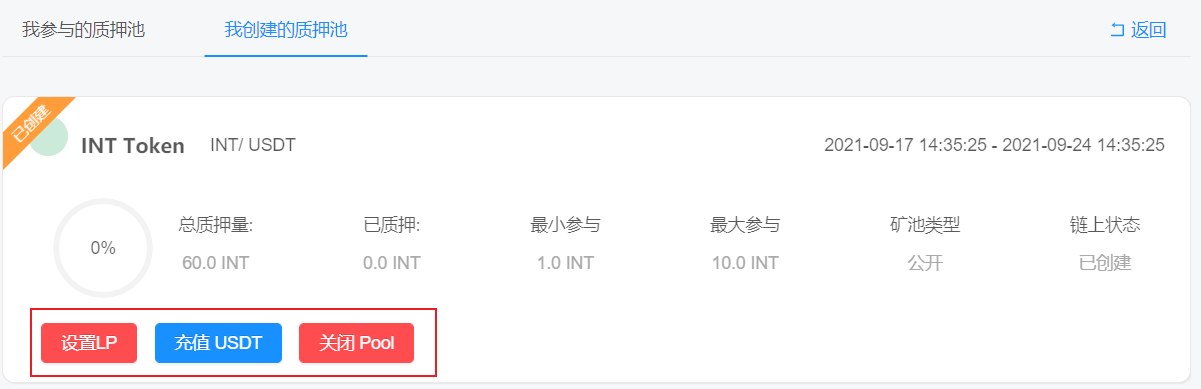 我参与的质押池 我创建的质押池 返回
已创建
INT Token INT/ USDT 2021-09-17 14:35:25 - 2021-09-24 14:35:25
总质押量: 已质押: 最小参与 最大参与 矿池类型 链上状态
0%
60.0 INT 0.0 INT 1.0 INT 10.0 INT 公开 已创建
设置LP 充值 USDT 关闭 Pool